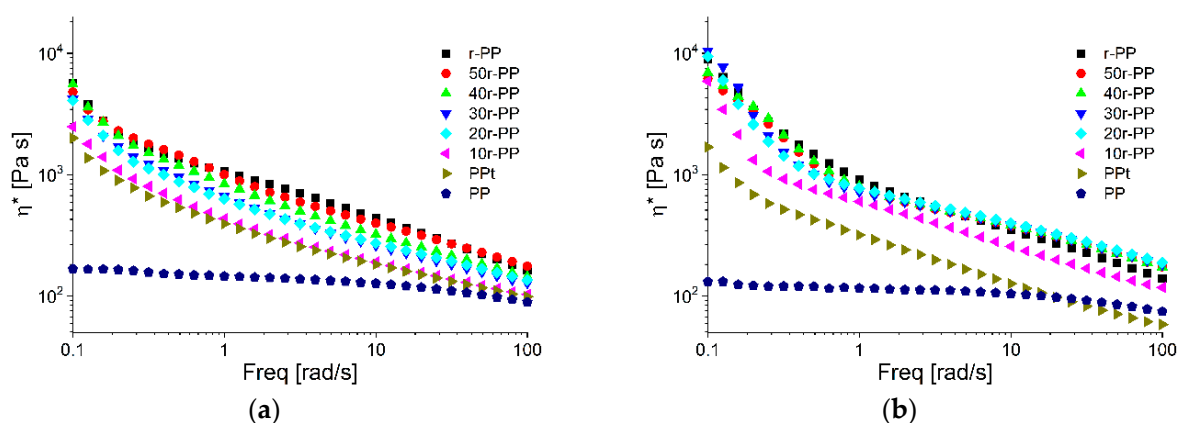 10⁴
10³
10²
η* [Pa s]
0.1 1 10 100
Freq [rad/s]
r-PP
50r-PP
40r-PP
30r-PP
20r-PP
10r-PP
PPt
PP
(a)
10⁴
10³
10²
η* [Pa s]
0.1 1 10 100
Freq [rad/s]
r-PP
50r-PP
40r-PP
30r-PP
20r-PP
10r-PP
PPt
PP
(b)